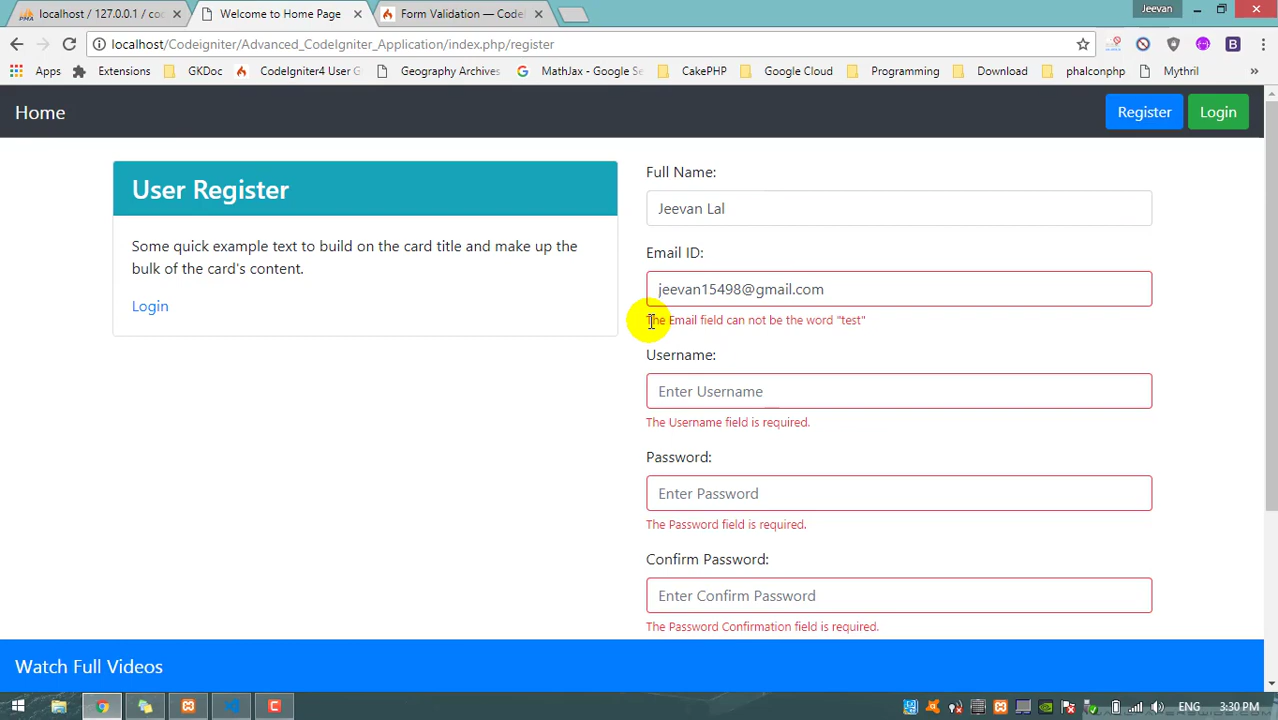 localhost / 127.0.0.1 / co
Welcome to Home Page
Form Validation — CodeI
Jeevan
localhost/Codeigniter/Advanced_CodeIgniter_Application/index.php/register
Apps
Extensions
GKDoc
CodeIgniter4 User G
Geography Archives
MathJax - Google Se
CakePHP
Google Cloud
Programming
Download
phalconphp
Mythril
»
Home
Register
Login
User Register
Some quick example text to build on the card title and make up the
bulk of the card's content.
Login
Full Name:
Jeevan Lal
Email ID:
jeevan15498@gmail.com
The Email field can not be the word "test"
Username:
Enter Username
The Username field is required.
Password:
Enter Password
The Password field is required.
Confirm Password:
Enter Confirm Password
The Password Confirmation field is required.
Watch Full Videos
ENG
3:30 PM